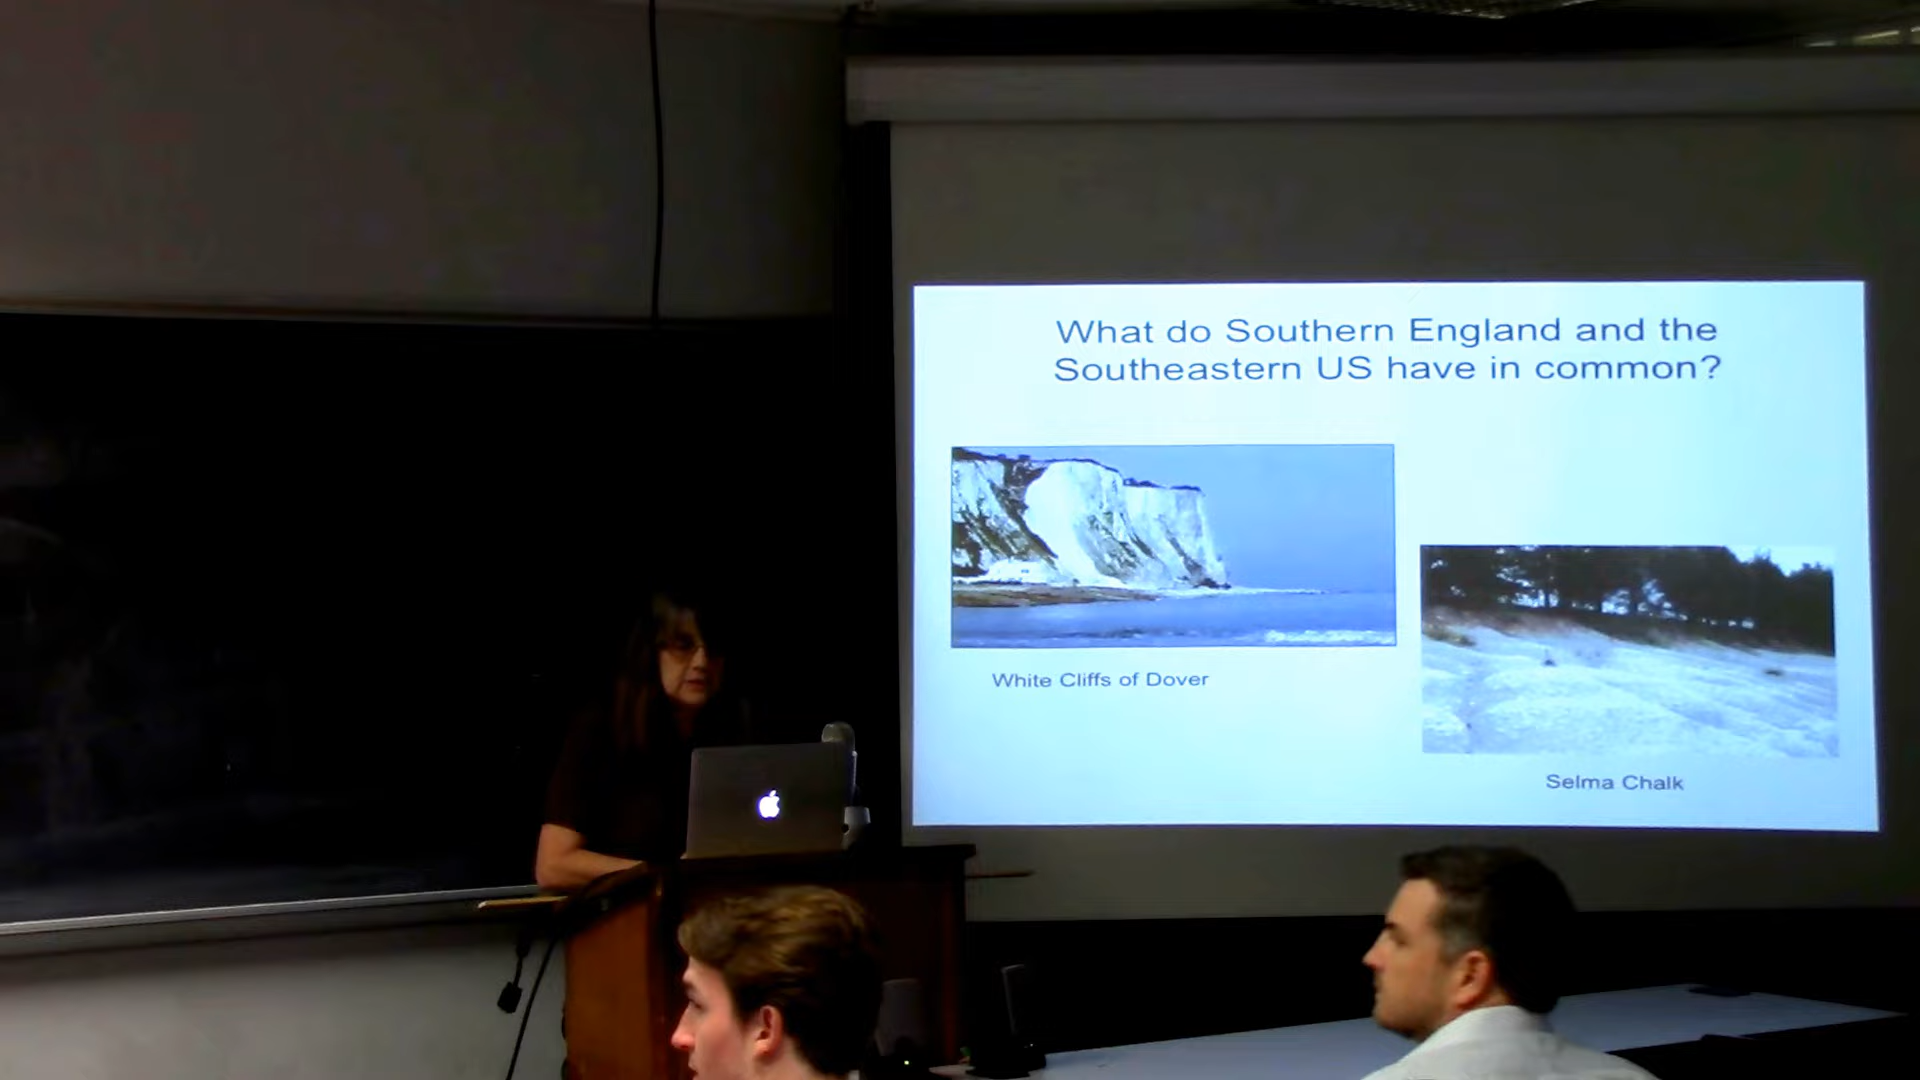 What do Southern England and the
Southeastern US have in common?
White Cliffs of Dover
Selma Chalk